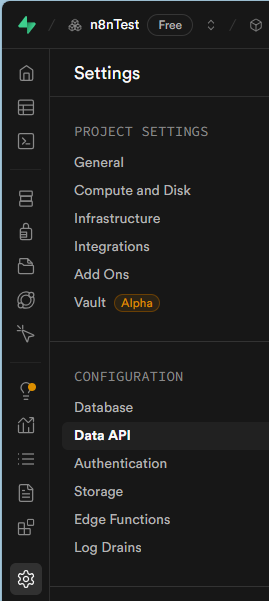 n8nTest Free
Settings
PROJECT SETTINGS
General
Compute and Disk
Infrastructure
Integrations
Add Ons
Vault Alpha
CONFIGURATION
Database
Data API
Authentication
Storage
Edge Functions
Log Drains